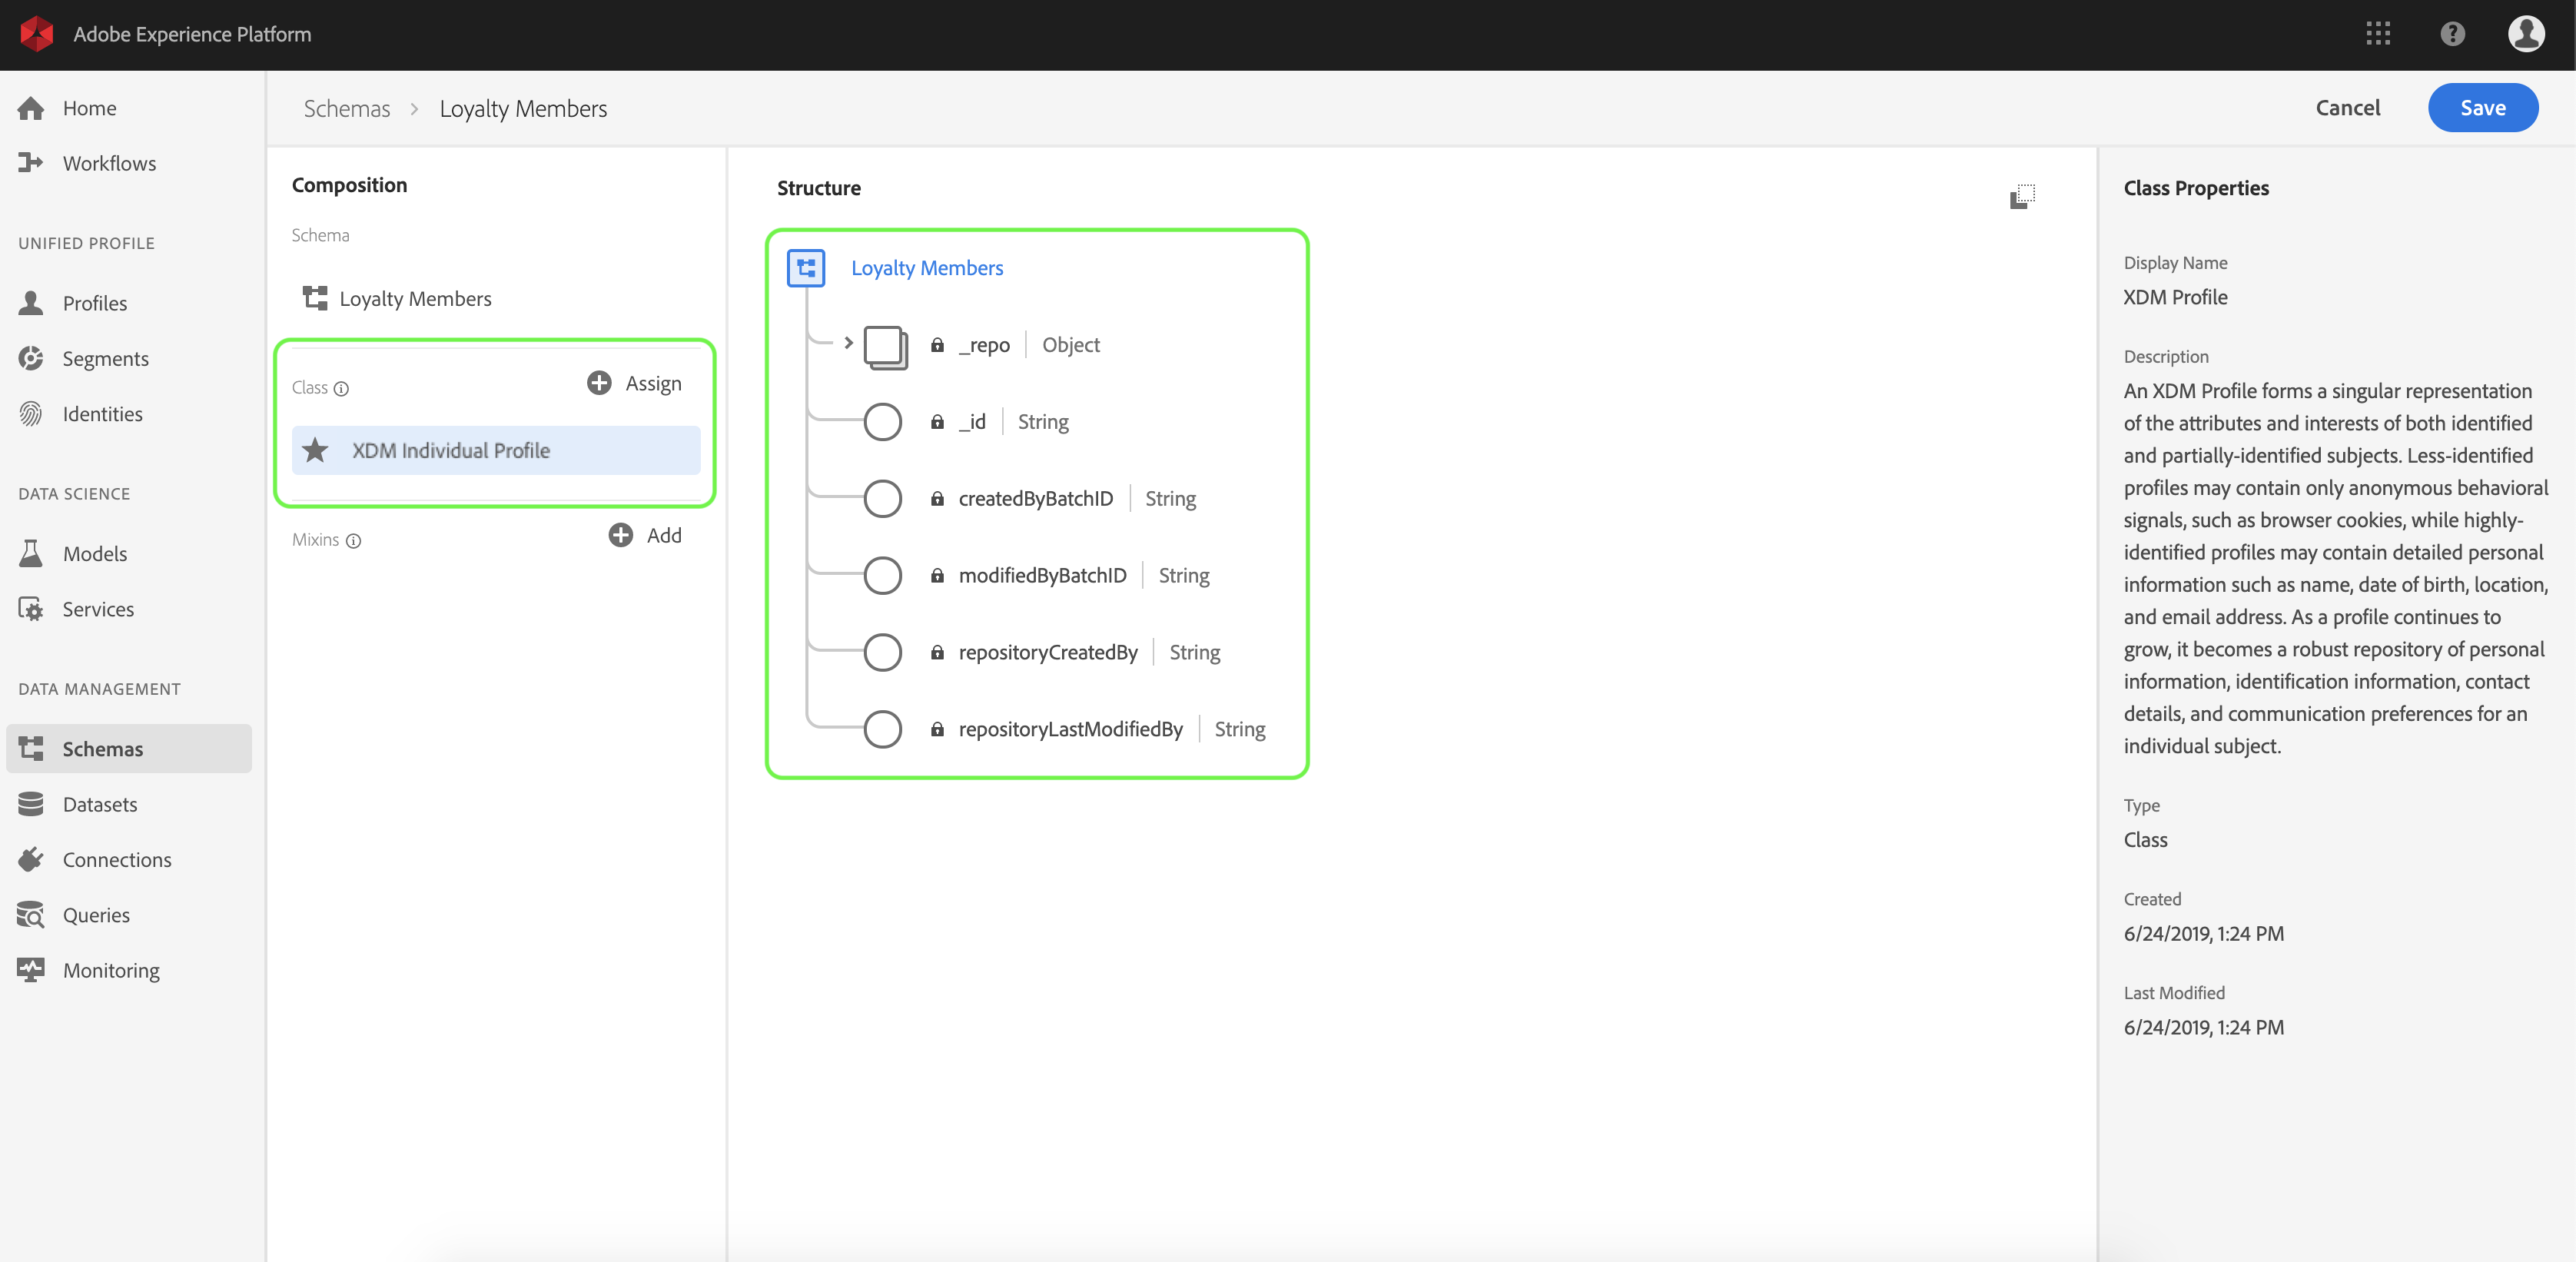 Adobe Experience Platform
?
Home
Workflows
UNIFIED PROFILE
Profiles
Segments
Identities
DATA SCIENCE
Models
Services
DATA MANAGEMENT
Schemas
Datasets
Connections
Queries
Monitoring
Schemas > Loyalty Members
Cancel
Save
Composition
Schema
Loyalty Members
Class
Assign
XDM Individual Profile
Mixins
Add
Structure
Loyalty Members
_repo | Object
_id | String
createdByBatchID | String
modifiedByBatchID | String
repositoryCreatedBy | String
repositoryLastModifiedBy | String
Class Properties
Display Name
XDM Profile
Description
An XDM Profile forms a singular representation
of the attributes and interests of both identified
and partially-identified subjects. Less-identified
profiles may contain only anonymous behavioral
signals, such as browser cookies, while highly-
identified profiles may contain detailed personal
information such as name, date of birth, location,
and email address. As a profile continues to
grow, it becomes a robust repository of personal
information, identification information, contact
details, and communication preferences for an
individual subject.
Type
Class
Created
6/24/2019, 1:24 PM
Last Modified
6/24/2019, 1:24 PM